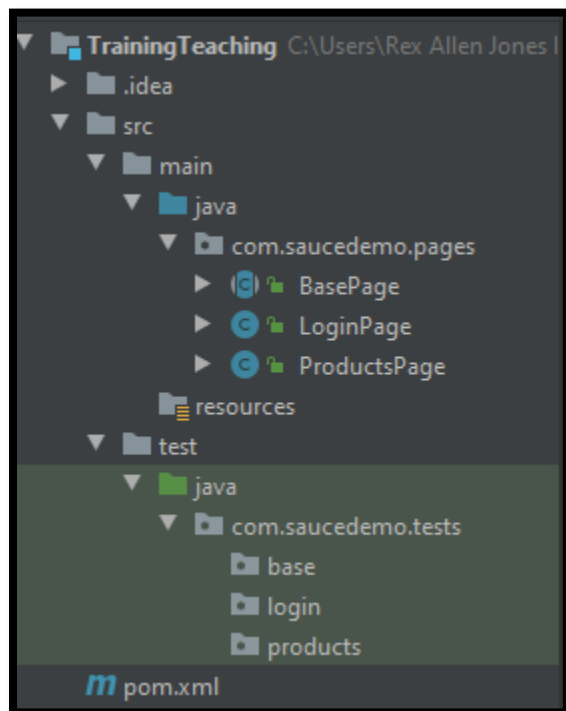 TrainingTeaching C:\Users\Rex Allen Jones I
.idea
src
main
java
com.saucedemo.pages
C BasePage
C LoginPage
C ProductsPage
resources
test
java
com.saucedemo.tests
base
login
products
m pom.xml